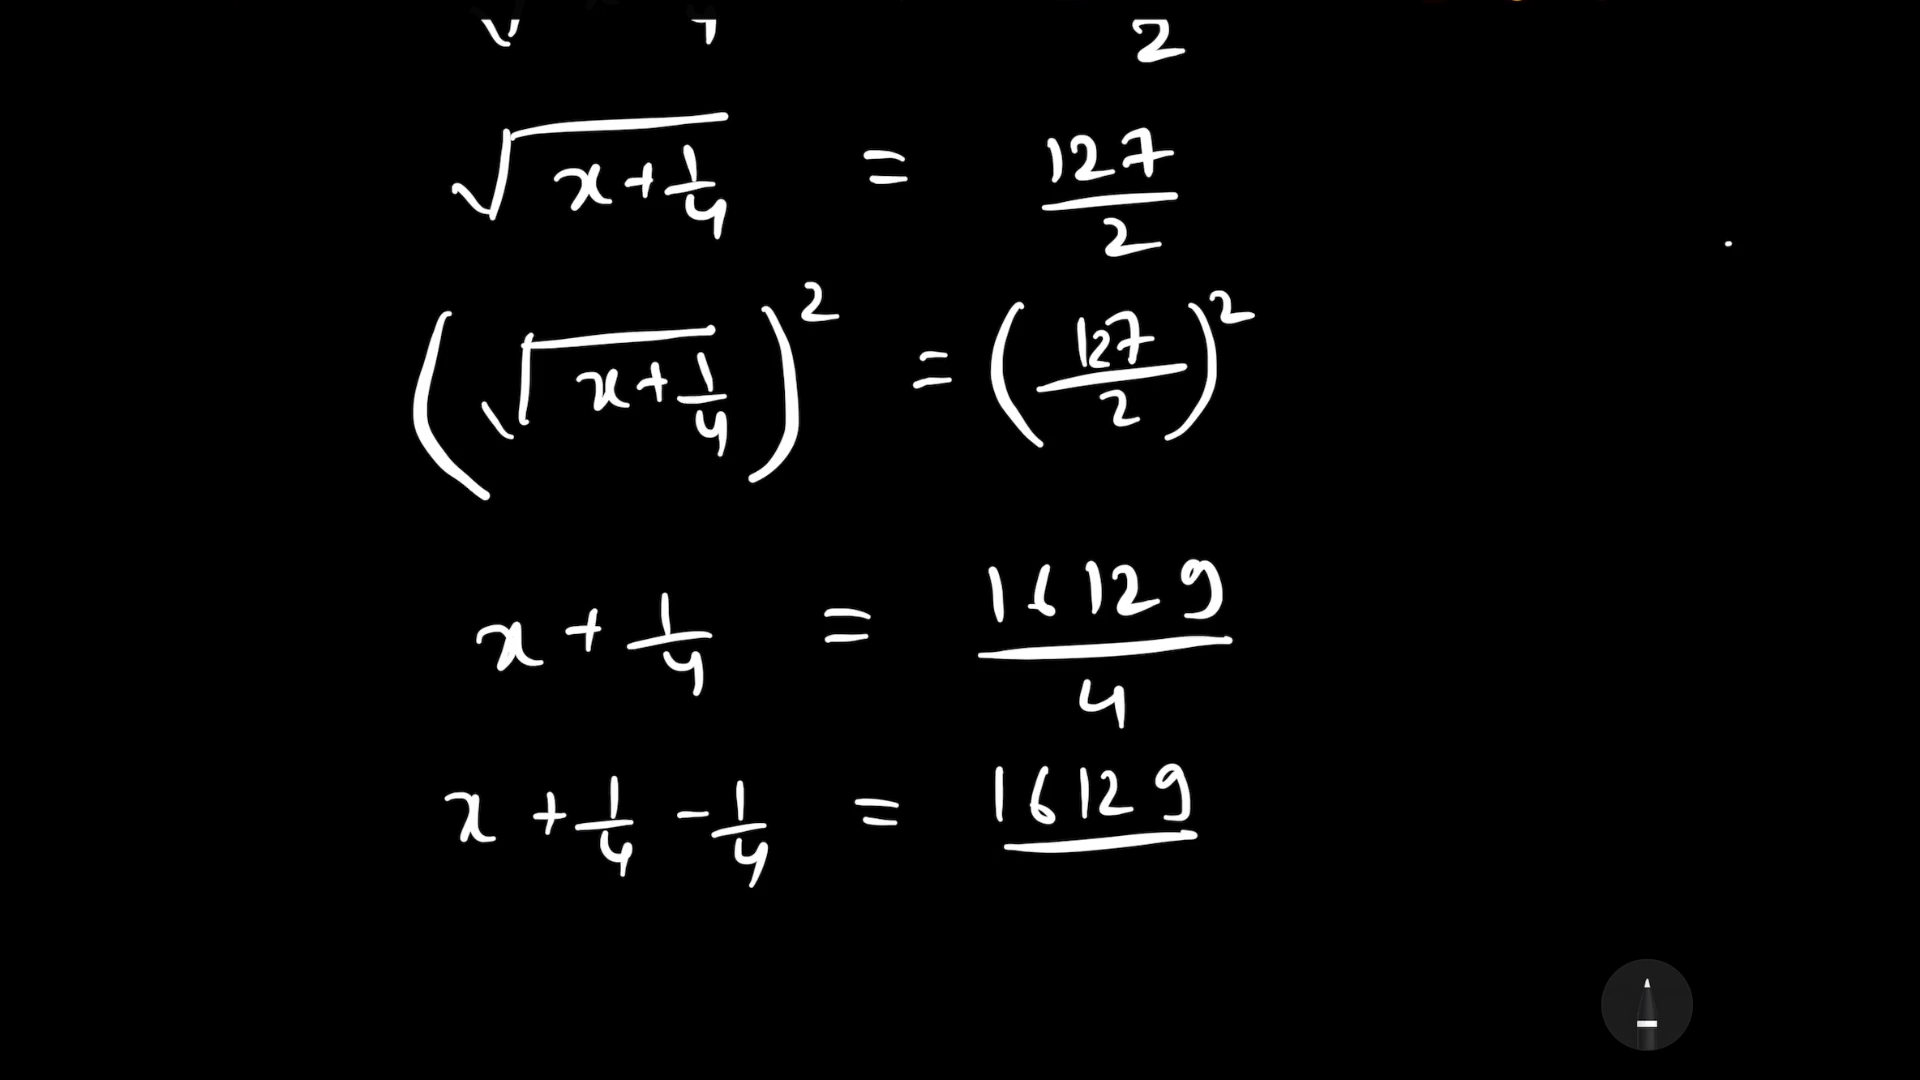 2
√(x+1/4) = 127/2
(√(x+1/4))² = (127/2)²
x + 1/4 = 16129/4
x + 1/4 - 1/4 = 16129